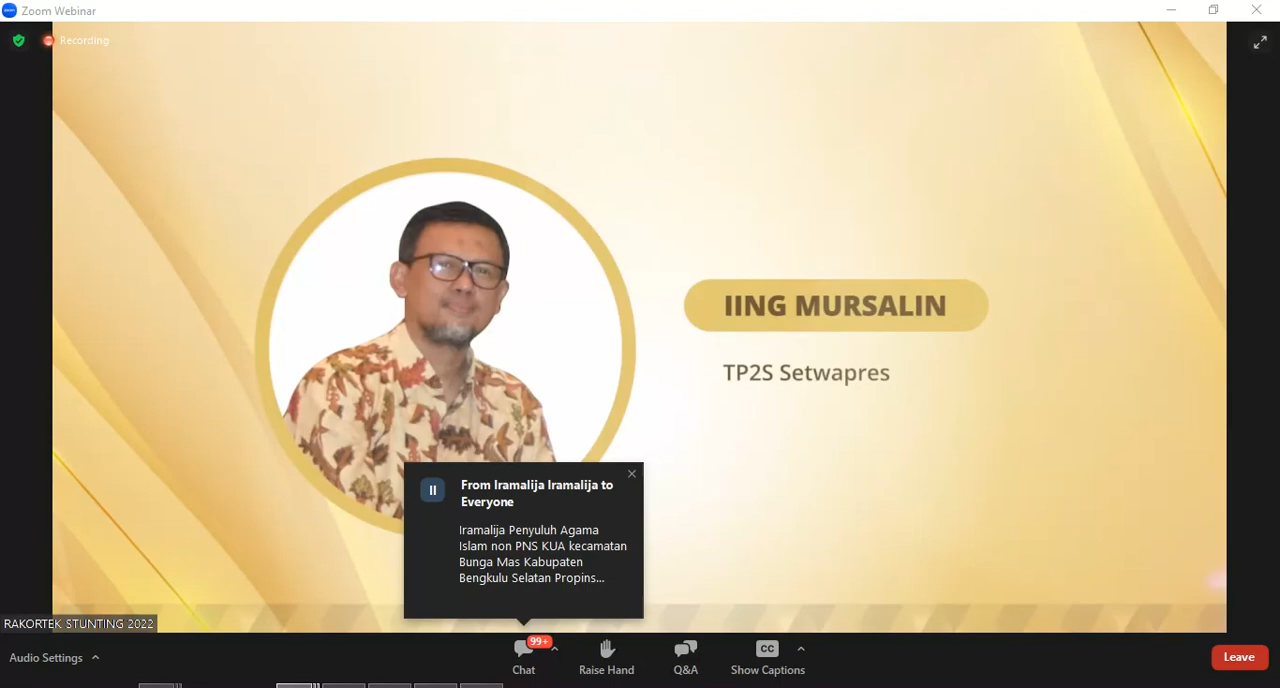 Zoom Webinar
Recording
IING MURSALIN
TP2S Setwapres
From Iramalija Iramalija to
Everyone
II
Iramalija Penyuluh Agama
Islam non PNS KUA kecamatan
Bunga Mas Kabupaten
Bengkulu Selatan Propins...
RAKORTEK STUNTING 2022
Audio Settings
99+
Chat
Raise Hand
Q&A
CC
Show Captions
Leave